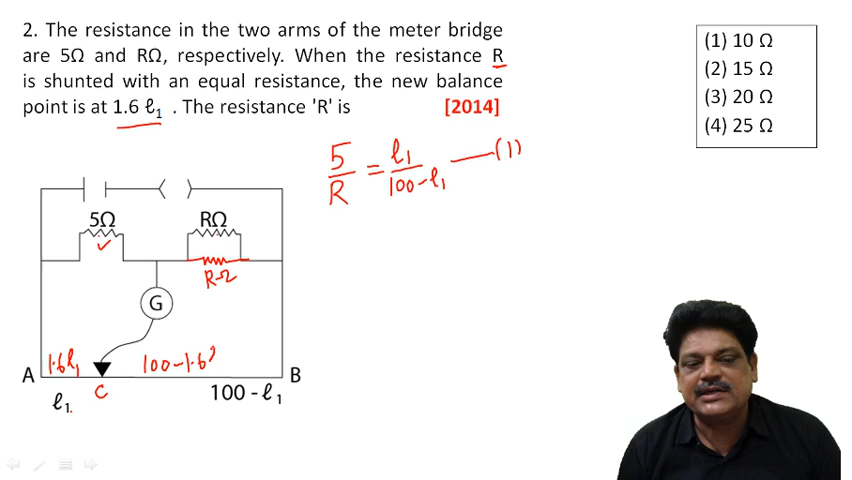 2. The resistance in the two arms of the meter bridge
are 5Ω and RΩ, respectively. When the resistance R
is shunted with an equal resistance, the new balance
point is at 1.6 ℓ₁ . The resistance 'R' is [2014]
(1) 10 Ω
(2) 15 Ω
(3) 20 Ω
(4) 25 Ω
5/R = ℓ₁/100-ℓ₁ —(1)
5Ω RΩ
RΩ
G
1.6ℓ₁ 100-1.6ℓ
A B
C
ℓ₁. 100 - ℓ₁